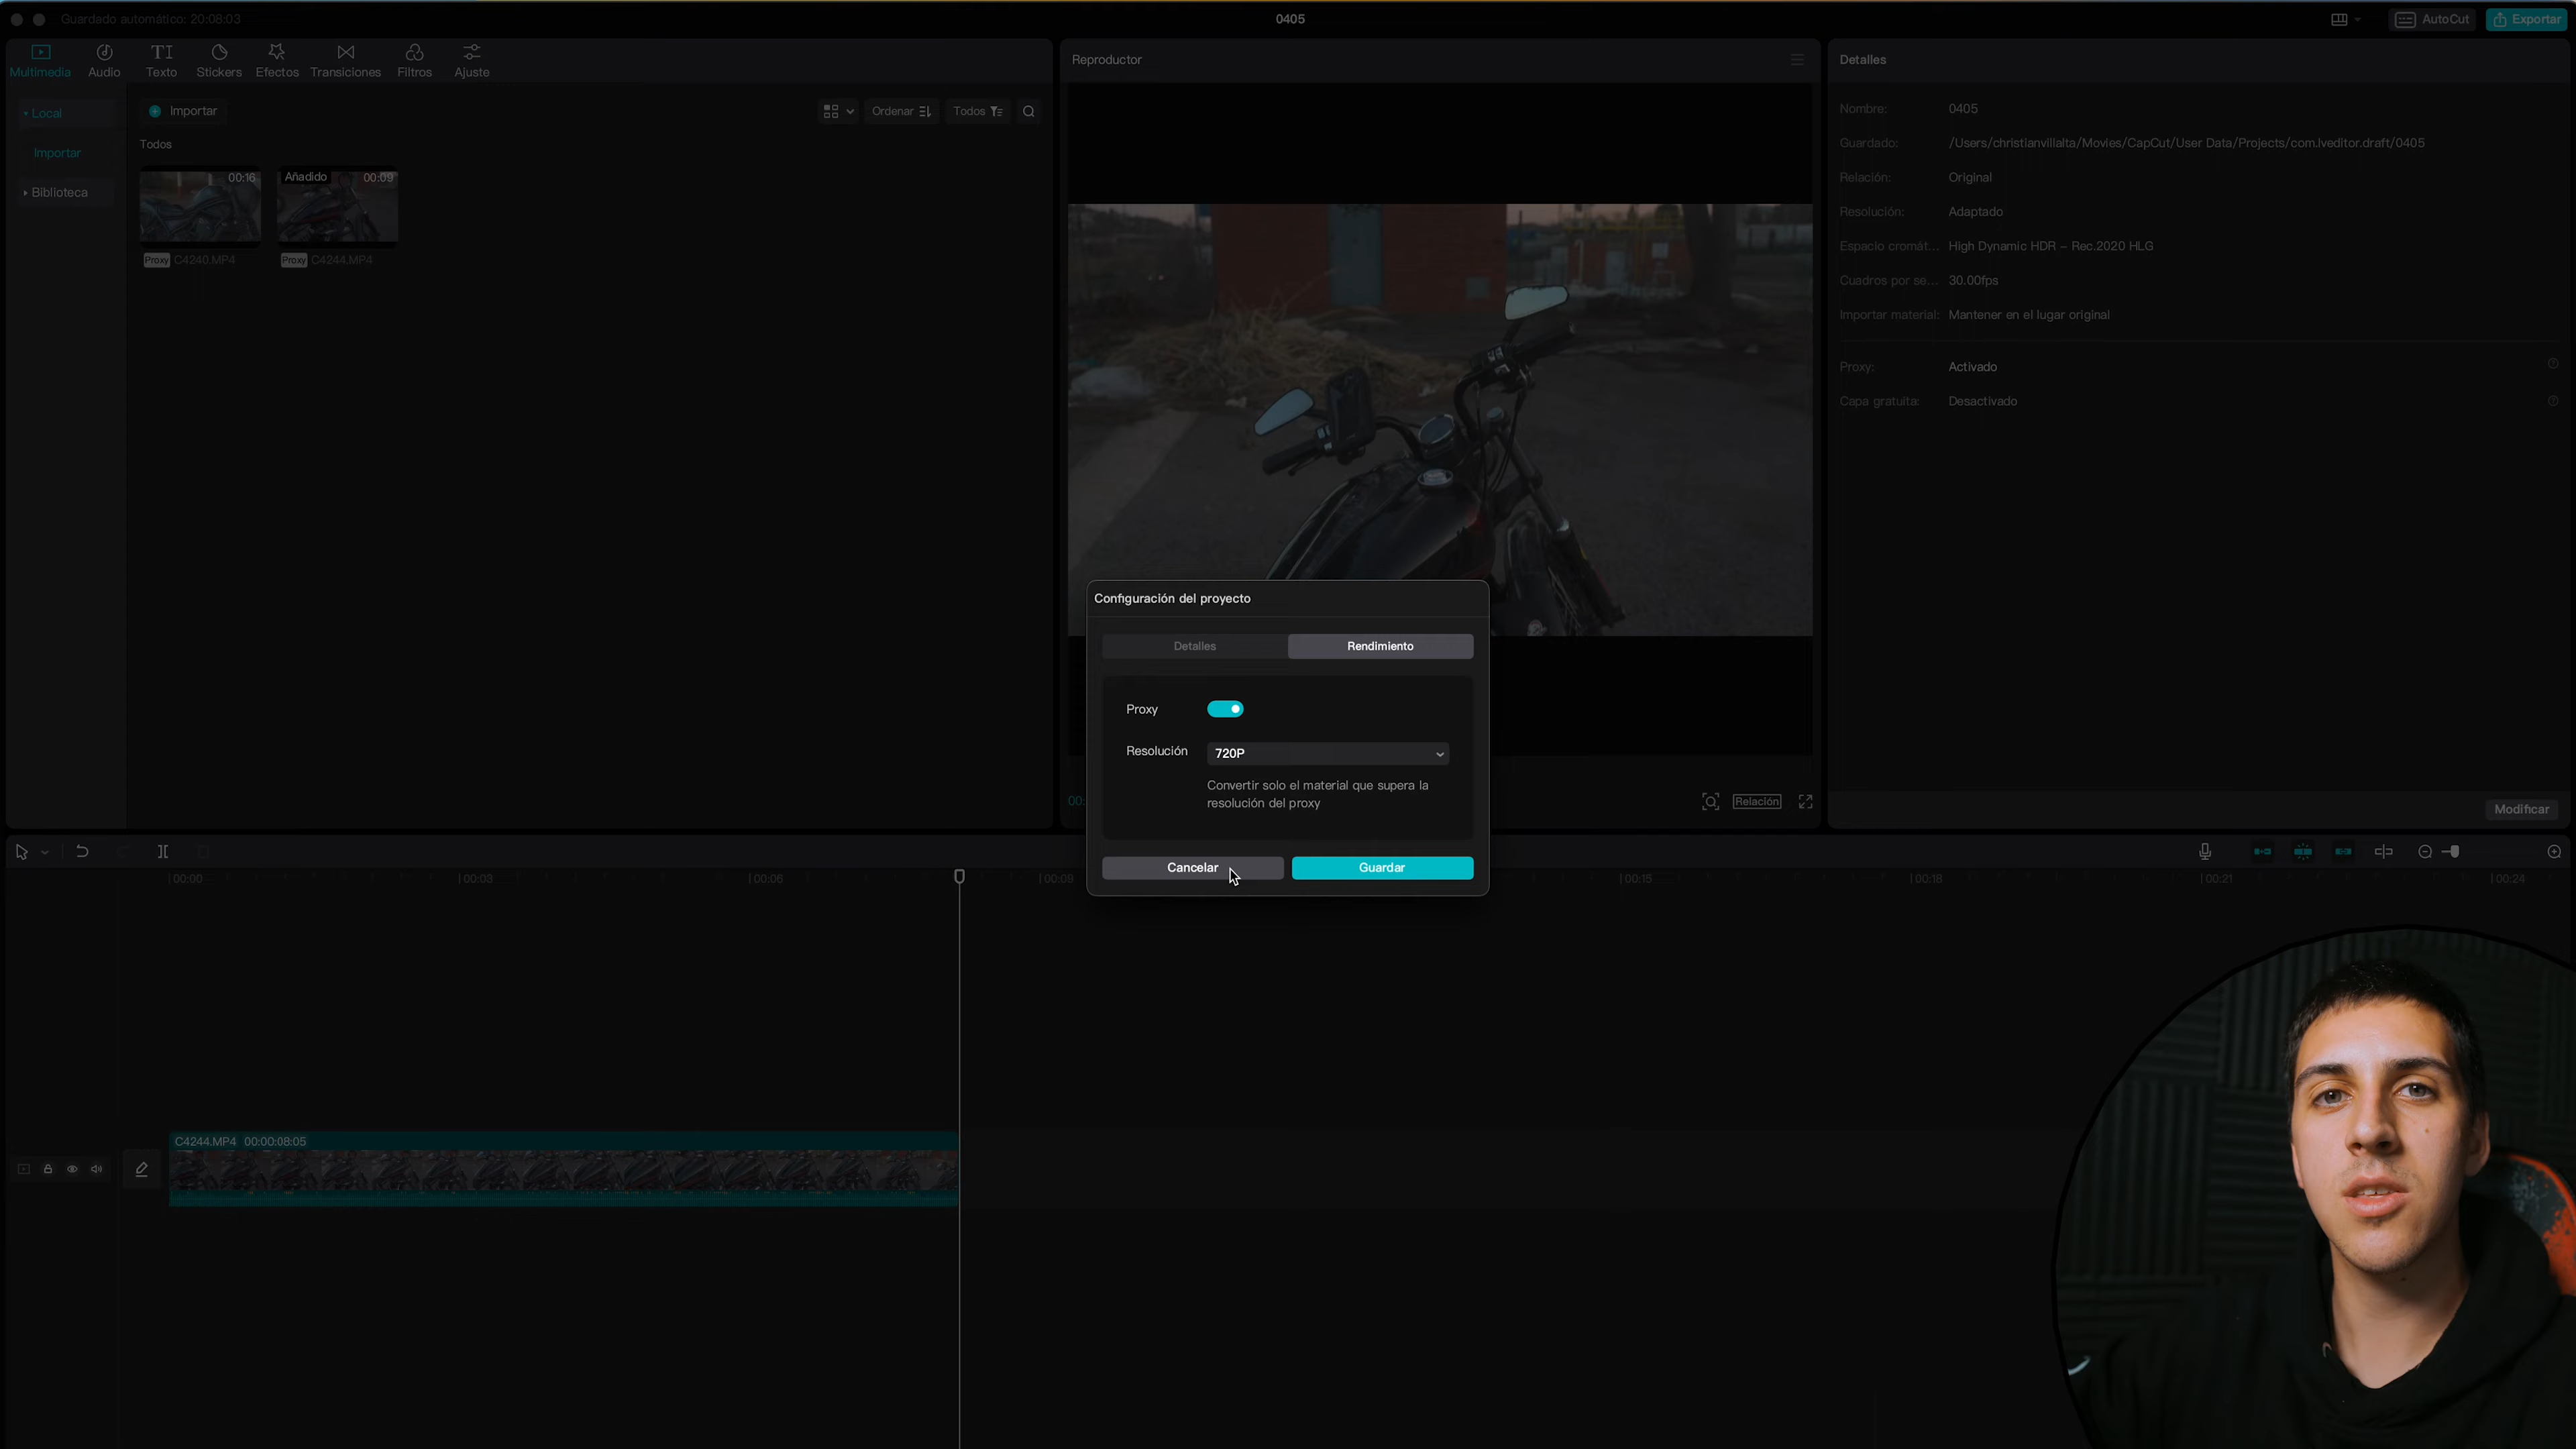 Guardado automático: 20:08:03
0405
AutoCut
Exportar
Multimedia
Audio
Texto
Stickers
Efectos
Transiciones
Filtros
Ajuste
Local
Importar
Biblioteca
Importar
Ordenar
Todos
Todos
00:16
Añadido
00:09
Proxy
C4240.MP4
Proxy
C4244.MP4
Reproductor
Relación
Detalles
Nombre: 0405
Guardado: /Users/christianvillalta/Movies/CapCut/User Data/Projects/com.lveditor.draft/0405
Relación: Original
Resolución: Adaptado
Espacio cromát... High Dynamic HDR – Rec.2020 HLG
Cuadros por se... 30.00fps
Importar material: Mantener en el lugar original
Proxy: Activado
Capa gratuita: Desactivado
Modificar
Configuración del proyecto
Detalles
Rendimiento
Proxy
Resolución
720P
Convertir solo el material que supera la
resolución del proxy
Cancelar
Guardar
00:
00:00
00:03
00:06
00:09
00:15
00:18
00:21
00:24
C4244.MP4 00:00:08:05